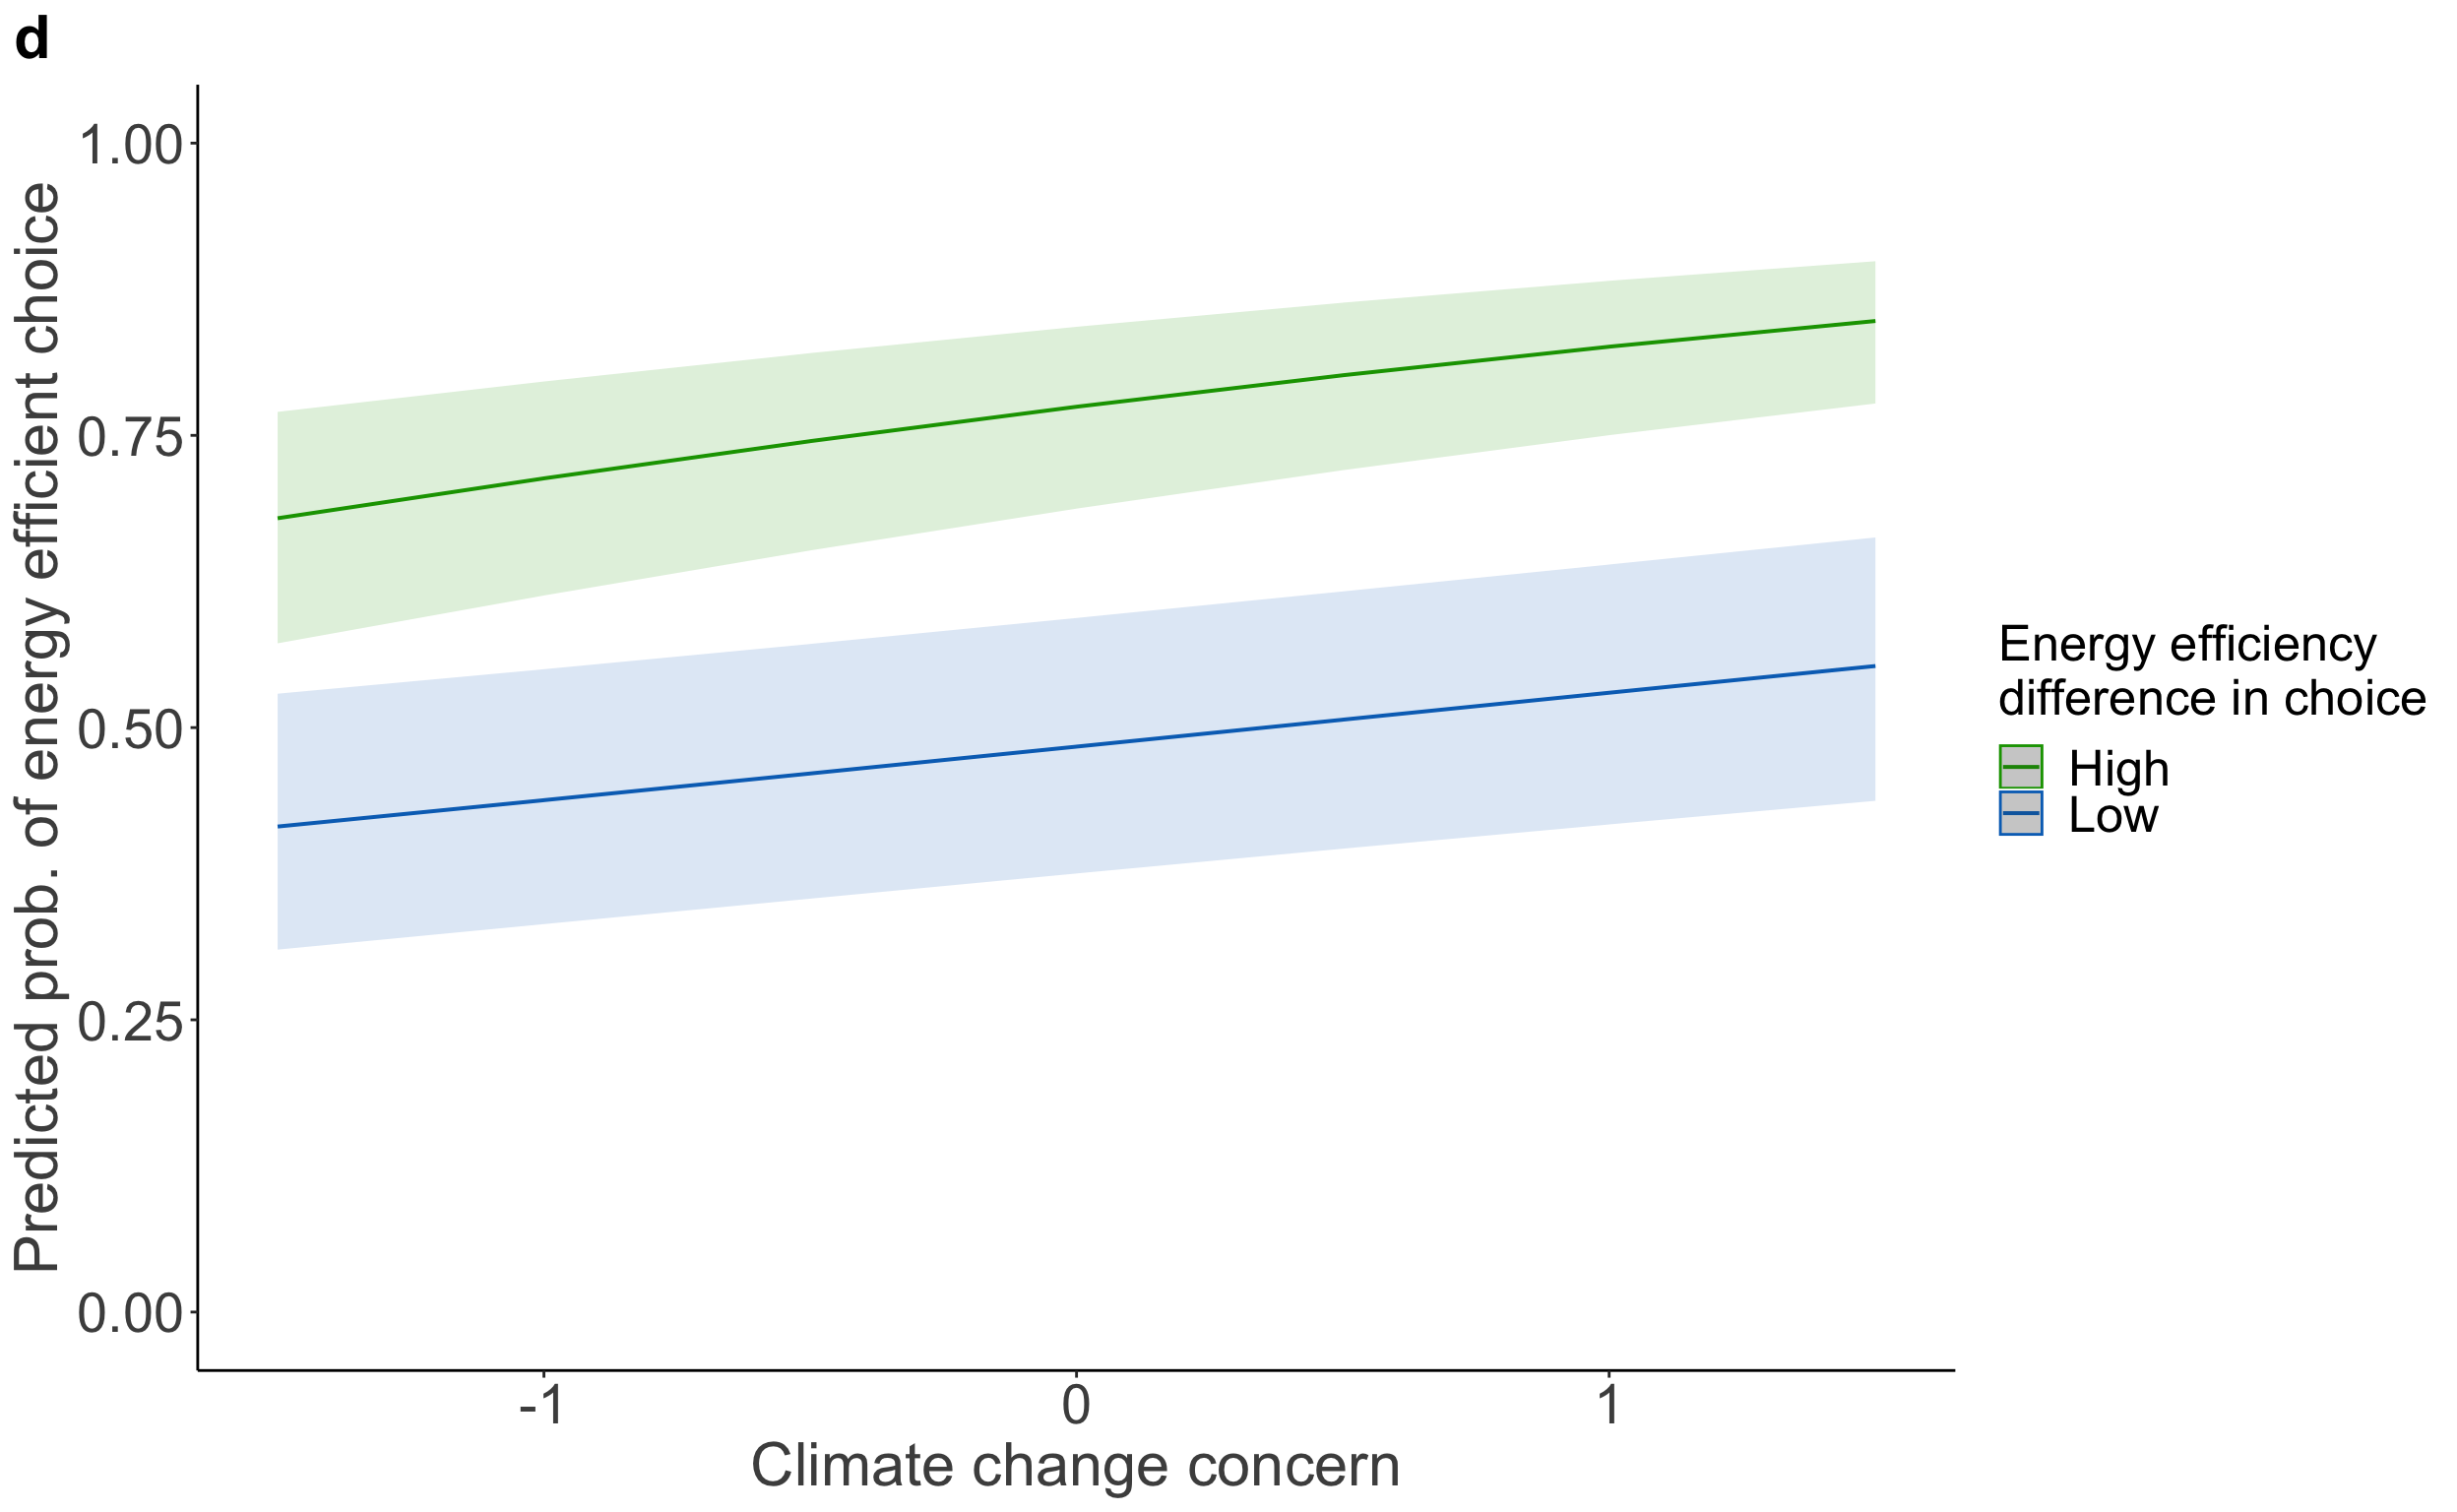 d
Predicted prob. of energy efficient choice
1.00
0.75
0.50
0.25
0.00
-1
0
1
Climate change concern
Energy efficiency
difference in choice
High
Low